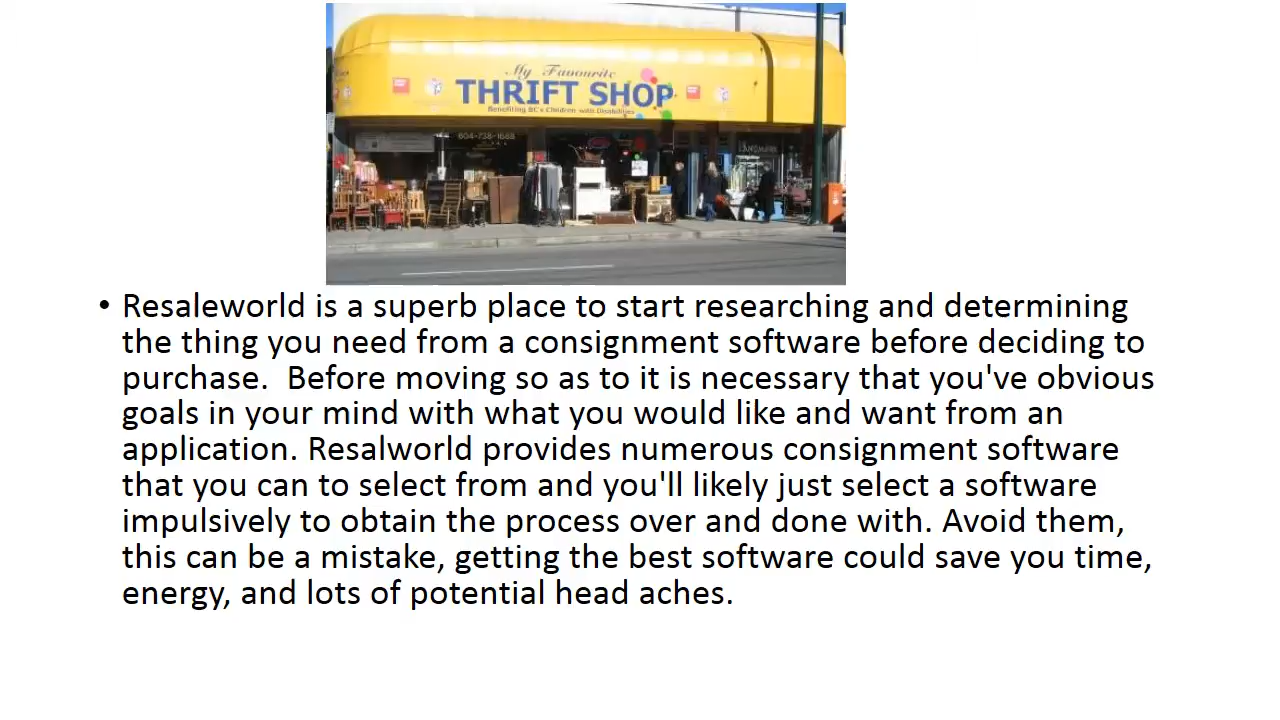 My Favourite
THRIFT SHOP
Benefiting BC's Children with Disabilities
604-738-1688
• Resaleworld is a superb place to start researching and determining
the thing you need from a consignment software before deciding to
purchase.  Before moving so as to it is necessary that you've obvious
goals in your mind with what you would like and want from an
application. Resalworld provides numerous consignment software
that you can to select from and you'll likely just select a software
impulsively to obtain the process over and done with. Avoid them,
this can be a mistake, getting the best software could save you time,
energy, and lots of potential head aches.